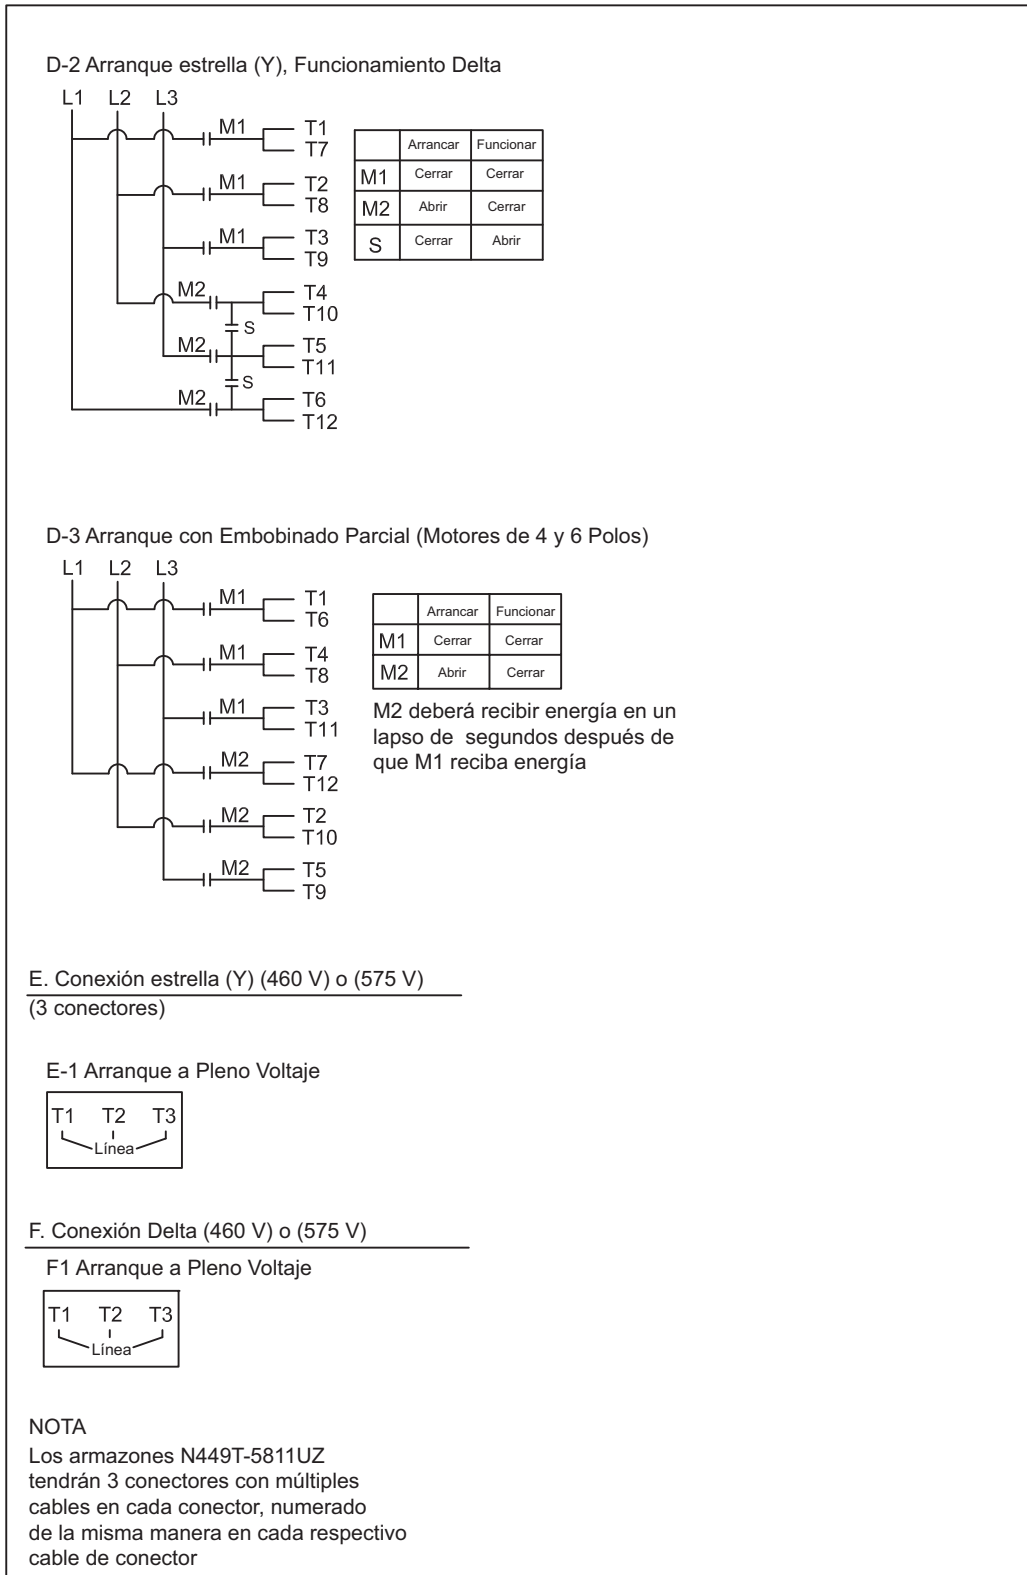 D-2 Arranque estrella (Y), Funcionamiento Delta
L1 L2 L3
M1 T1
T7
M1 T2
T8
M1 T3
T9
M2 T4
T10
S
M2 T5
T11
S
M2 T6
T12
Arrancar Funcionar
M1 Cerrar Cerrar
M2 Abrir Cerrar
S Cerrar Abrir
D-3 Arranque con Embobinado Parcial (Motores de 4 y 6 Polos)
L1 L2 L3
M1 T1
T6
M1 T4
T8
M1 T3
T11
M2 T7
T12
M2 T2
T10
M2 T5
T9
Arrancar Funcionar
M1 Cerrar Cerrar
M2 Abrir Cerrar
M2 deberá recibir energía en un
lapso de segundos después de
que M1 reciba energía
E. Conexión estrella (Y) (460 V) o (575 V)
(3 conectores)
E-1 Arranque a Pleno Voltaje
T1 T2 T3
Línea
F. Conexión Delta (460 V) o (575 V)
F1 Arranque a Pleno Voltaje
T1 T2 T3
Línea
NOTA
Los armazones N449T-5811UZ
tendrán 3 conectores con múltiples
cables en cada conector, numerado
de la misma manera en cada respectivo
cable de conector